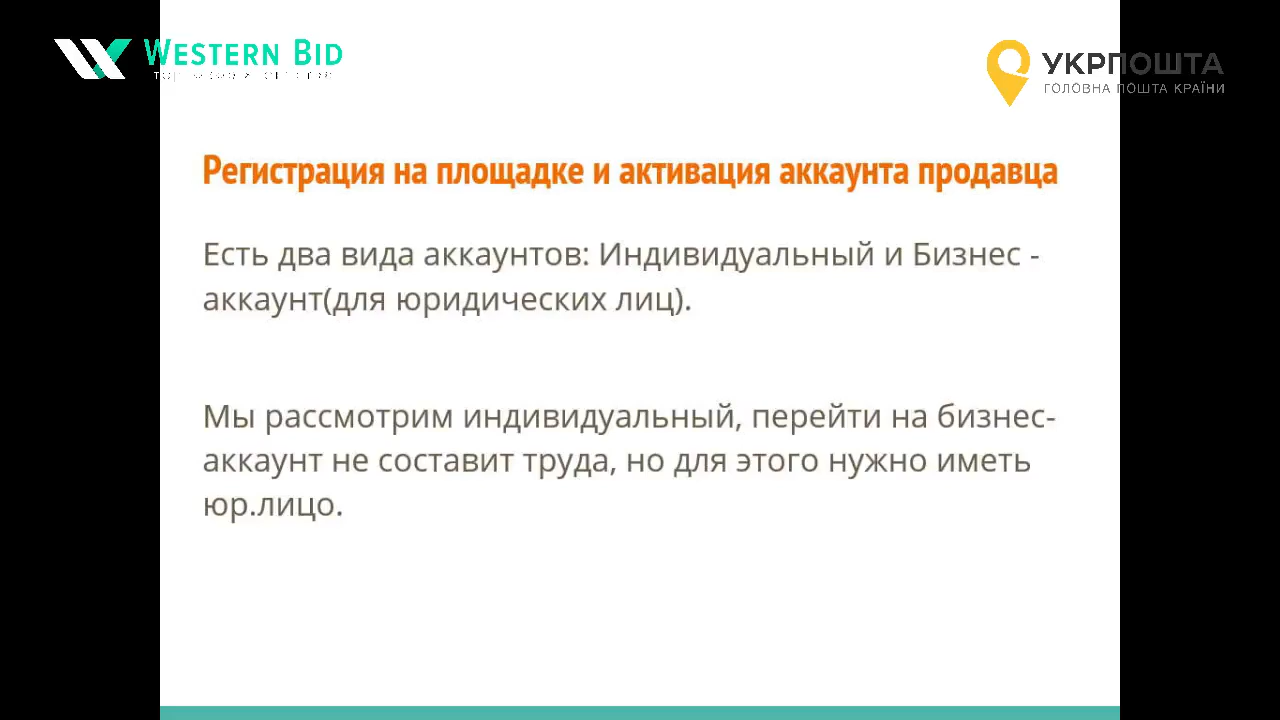 WESTERN BID
УКРПОШТА
ГОЛОВНА ПОШТА КРАЇНИ
Регистрация на площадке и активация аккаунта продавца
Есть два вида аккаунтов: Индивидуальный и Бизнес -
аккаунт(для юридических лиц).
Мы рассмотрим индивидуальный, перейти на бизнес-
аккаунт не составит труда, но для этого нужно иметь
юр.лицо.